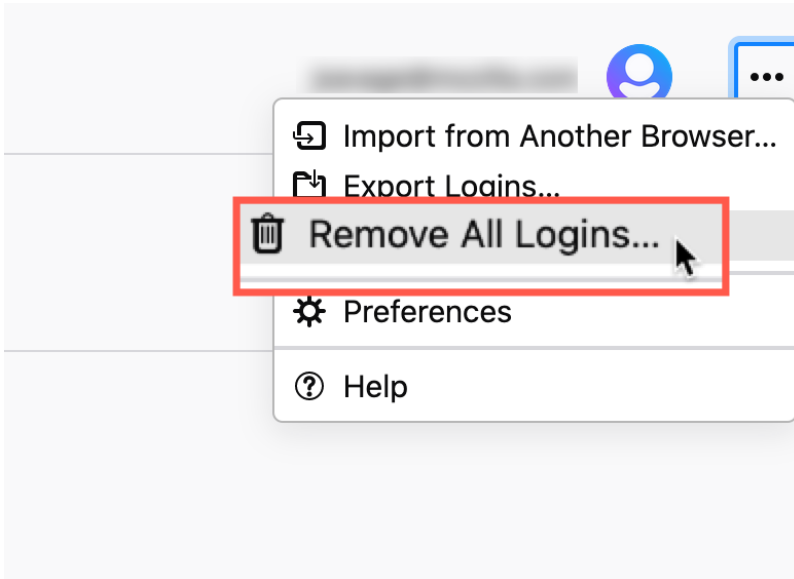 Import from Another Browser...
Export Logins...
Remove All Logins...
Preferences
Help